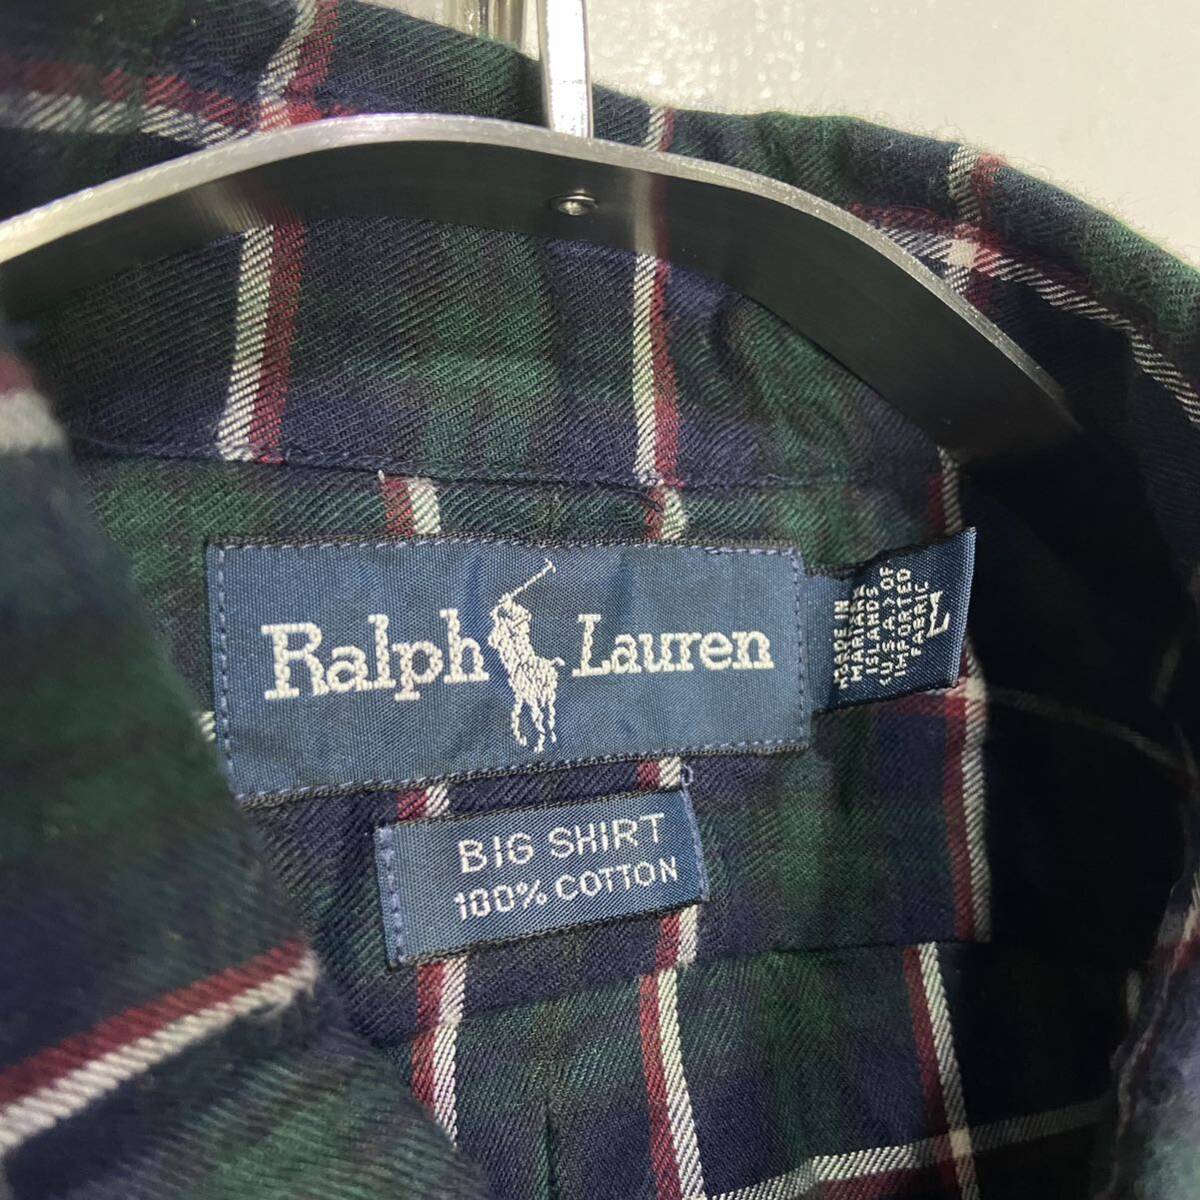 Ralph Lauren
BIG SHIRT
100% COTTON
L
MADE IN
MARIANA
ISLANDS
(U.S.A.) OF
IMPORTED
FABRIC